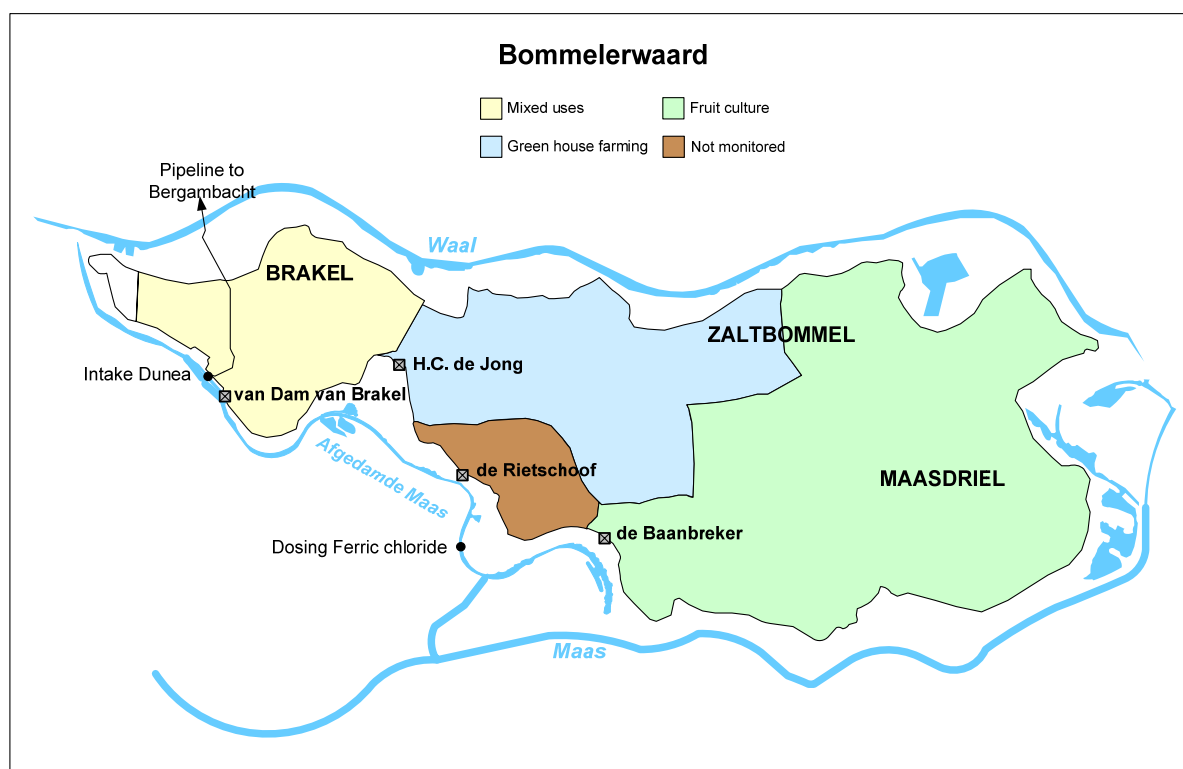 Bommelerwaard
Mixed uses
Fruit culture
Green house farming
Not monitored
Pipeline to
Bergambacht
Waal
BRAKEL
ZALTBOMMEL
H.C. de Jong
Intake Dunea
van Dam van Brakel
Afgedamde Maas
de Rietschoof
MAASDRIEL
de Baanbreker
Dosing Ferric chloride
Maas